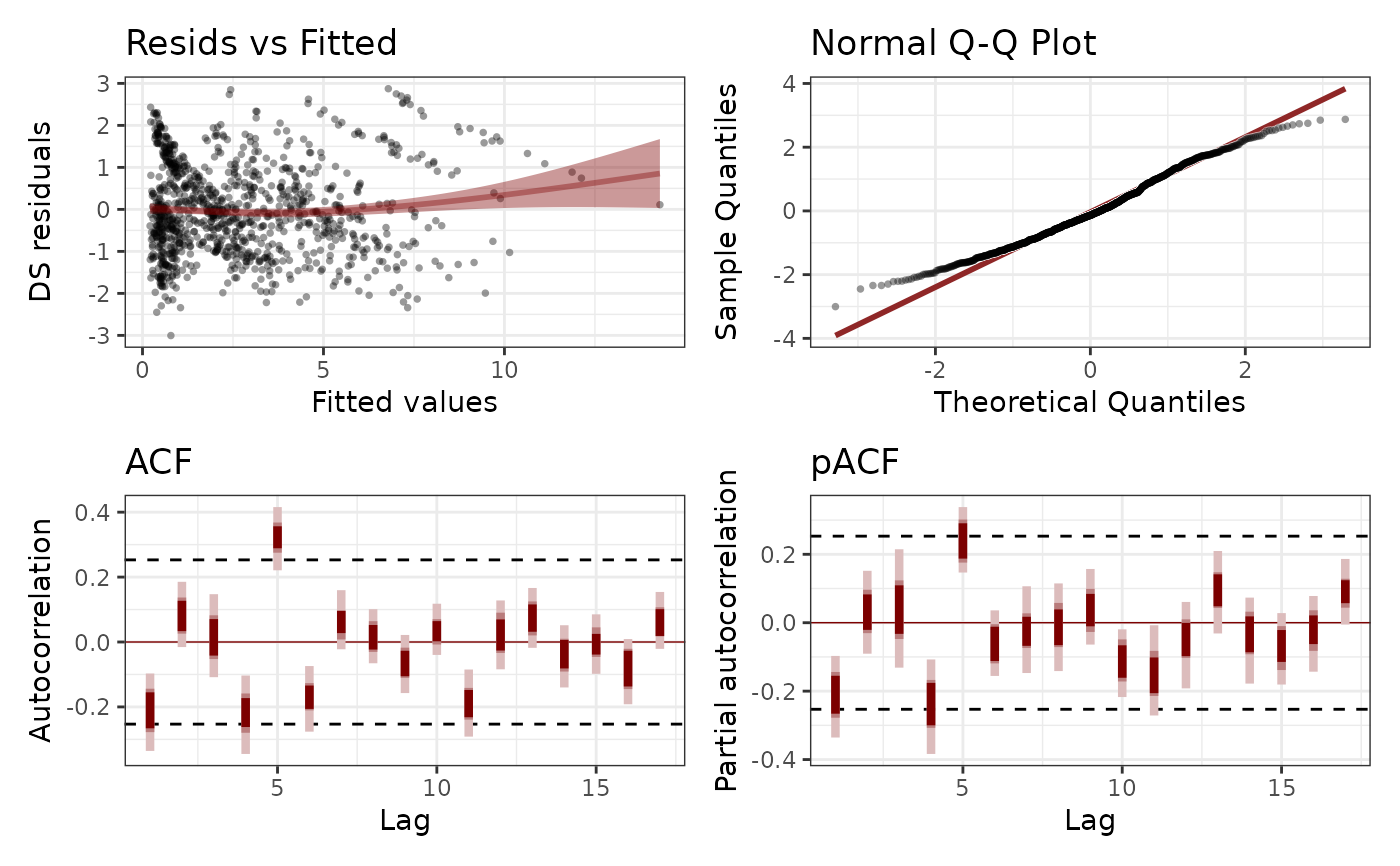 Resids vs Fitted
DS residuals
3
2
1
0
-1
-2
-3
0 5 10
Fitted values
Normal Q-Q Plot
Sample Quantiles
4
2
0
-2
-4
-2 0 2
Theoretical Quantiles
ACF
Autocorrelation
0.4
0.2
0.0
-0.2
5 10 15
Lag
pACF
Partial autocorrelation
0.2
0.0
-0.2
-0.4
5 10 15
Lag